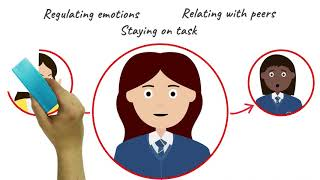 Regulating emotions
Relating with peers
Staying on task